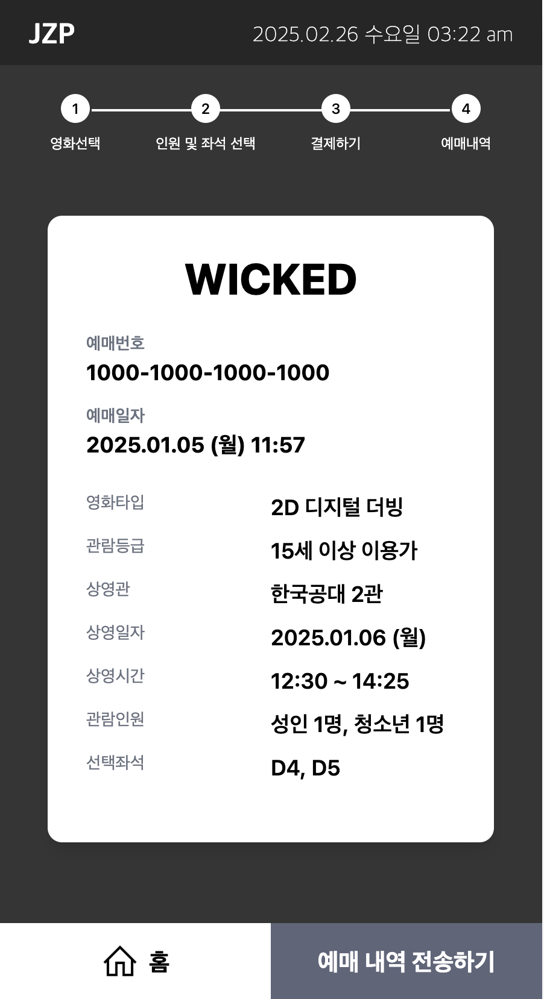 JZP
2025.02.26 수요일 03:22 am
1
2
3
4
영화선택
인원 및 좌석 선택
결제하기
예매내역
WICKED
예매번호
1000-1000-1000-1000
예매일자
2025.01.05 (월) 11:57
영화타입 2D 디지털 더빙
관람등급 15세 이상 이용가
상영관 한국공대 2관
상영일자 2025.01.06 (월)
상영시간 12:30 ~ 14:25
관람인원 성인 1명, 청소년 1명
선택좌석 D4, D5
홈
예매 내역 전송하기